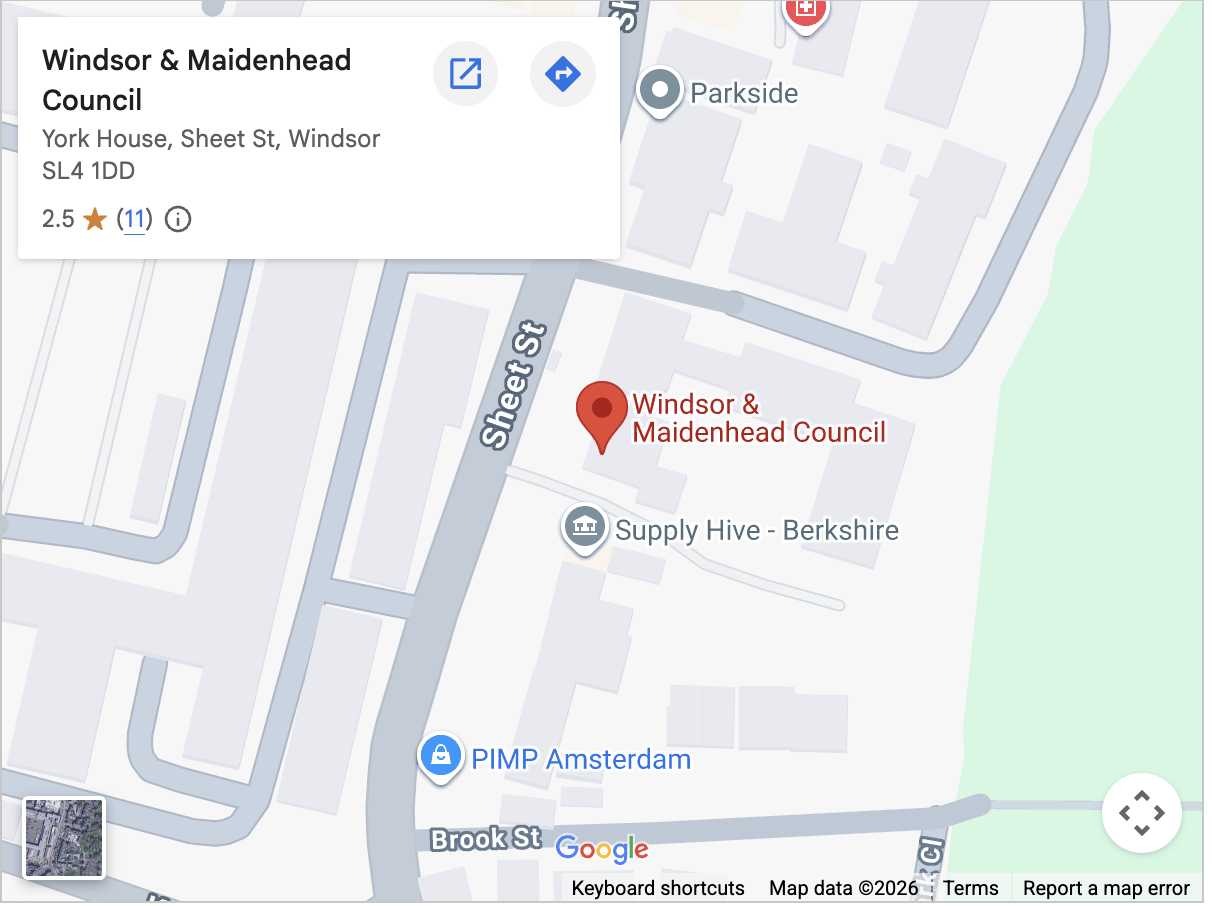 Windsor & Maidenhead
Council
York House, Sheet St, Windsor
SL4 1DD
2.5 (11)
Parkside
Sheet St
Windsor &
Maidenhead Council
Supply Hive - Berkshire
PIMP Amsterdam
Brook St
Google
Keyboard shortcuts
Map data ©2026
Terms
Report a map error